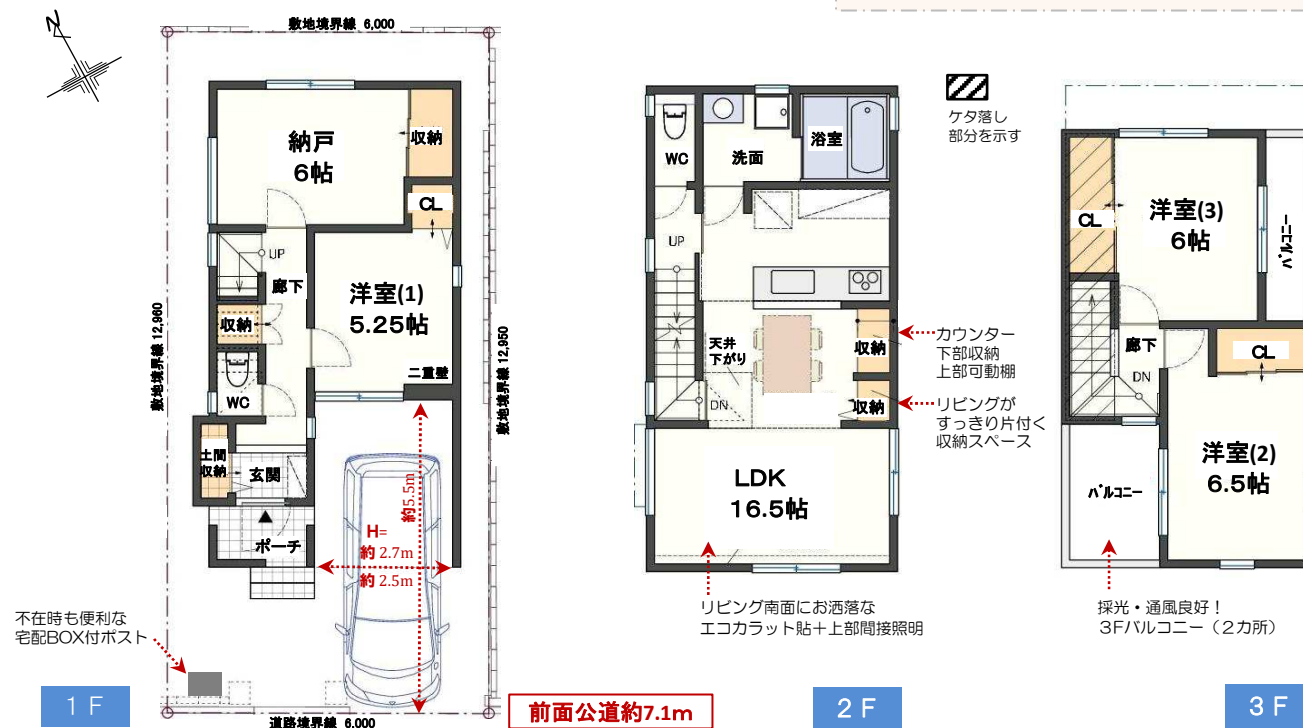 N
敷地境界線 6,000
敷地境界線 12,960
敷地境界線 12,950
納戸
6帖
収納
CL
UP
廊下
洋室(1)
5.25帖
収納
二重壁
WC
土間
収納
玄関
ポーチ
約5.5m
H=
約 2.7m
約 2.5m
不在時も便利な
宅配BOX付ポスト
1F
道路境界線 6,000
前面公道約7.1m
WC
洗面
浴室
UP
天井
下がり
DN
収納
収納
カウンター
下部収納
上部可動棚
リビングが
すっきり片付く
収納スペース
LDK
16.5帖
リビング南面にお洒落な
エコカラット貼+上部間接照明
2F
ケタ落し
部分を示す
CL
洋室(3)
6帖
バルコニー
廊下
DN
CL
洋室(2)
6.5帖
バルコニー
採光・通風良好!
3Fバルコニー(2カ所)
3F